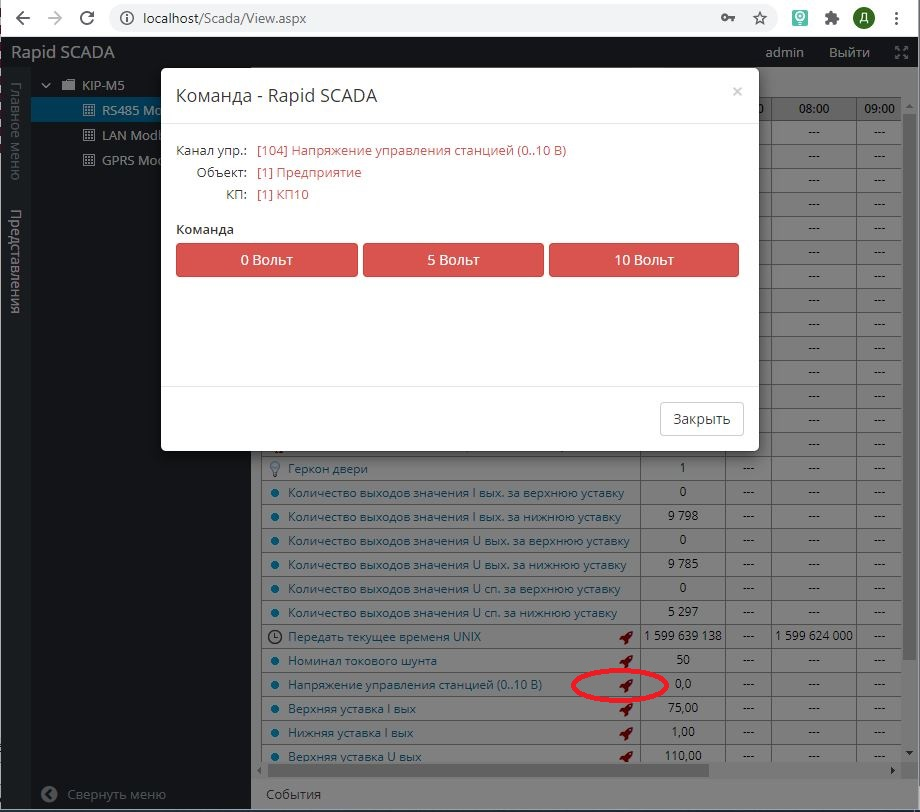 localhost/Scada/View.aspx
Д
Rapid SCADA
admin
Выйти
Главное меню
Представления
KIP-M5
RS485 Mo
LAN Modb
GPRS Moc
Команда - Rapid SCADA
×
Канал упр.: [104] Напряжение управления станцией (0..10 В)
Объект: [1] Предприятие
КП: [1] КП10
Команда
0 Вольт
5 Вольт
10 Вольт
Закрыть
0 08:00 09:00
--- ---
--- ---
--- ---
--- ---
--- ---
--- ---
--- ---
--- ---
--- ---
--- ---
--- ---
--- ---
--- ---
--- ---
Геркон двери 1 --- --- ---
Количество выходов значения I вых. за верхнюю уставку 0 --- --- ---
Количество выходов значения I вых. за нижнюю уставку 9 798 --- --- ---
Количество выходов значения U вых. за верхнюю уставку 0 --- --- ---
Количество выходов значения U вых. за нижнюю уставку 9 785 --- --- ---
Количество выходов значения U сп. за верхнюю уставку 0 --- --- ---
Количество выходов значения U сп. за нижнюю уставку 5 297 --- --- ---
Передать текущее временя UNIX 1 599 639 138 --- 1 599 624 000 ---
Номинал токового шунта 50 --- --- ---
Напряжение управления станцией (0..10 В) 0,0 --- --- ---
Верхняя уставка I вых 75,00 --- --- ---
Нижняя уставка I вых 1,00 --- --- ---
Верхняя уставка U вых 110,00 --- --- ---
Свернуть меню
События